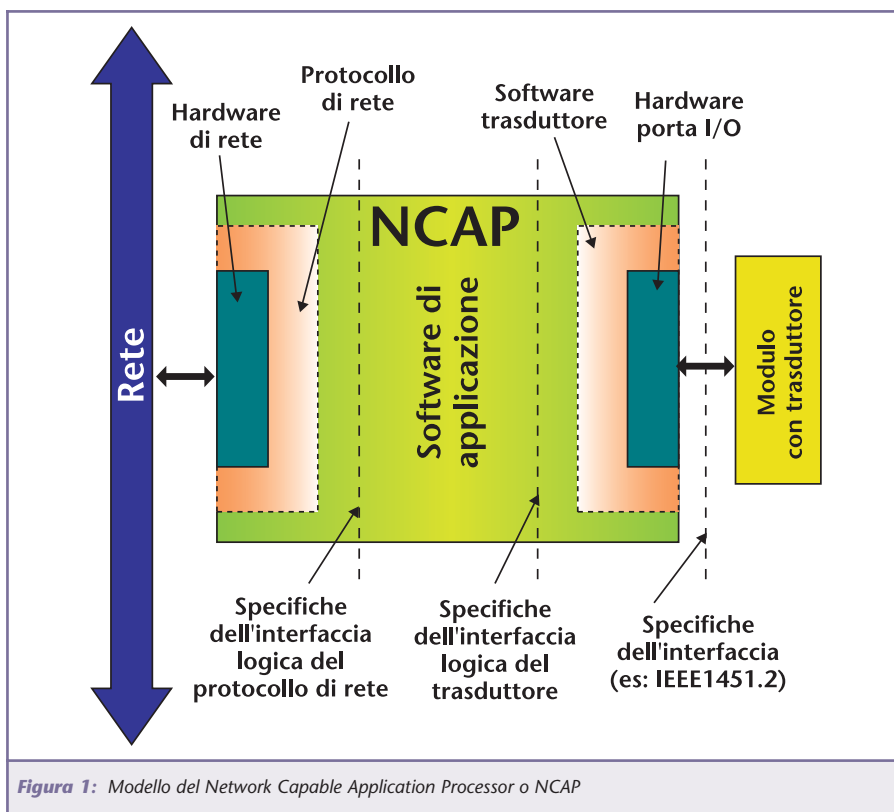 Protocollo
di rete
Hardware
di rete
Software
trasduttore
Hardware
porta I/O
Rete
NCAP
Software di
applicazione
Modulo
con trasduttore
Specifiche
dell'interfaccia
logica del
protocollo di rete
Specifiche
dell'interfaccia
logica del
trasduttore
Specifiche
dell'interfaccia
(es: IEEE1451.2)
Figura 1: Modello del Network Capable Application Processor o NCAP